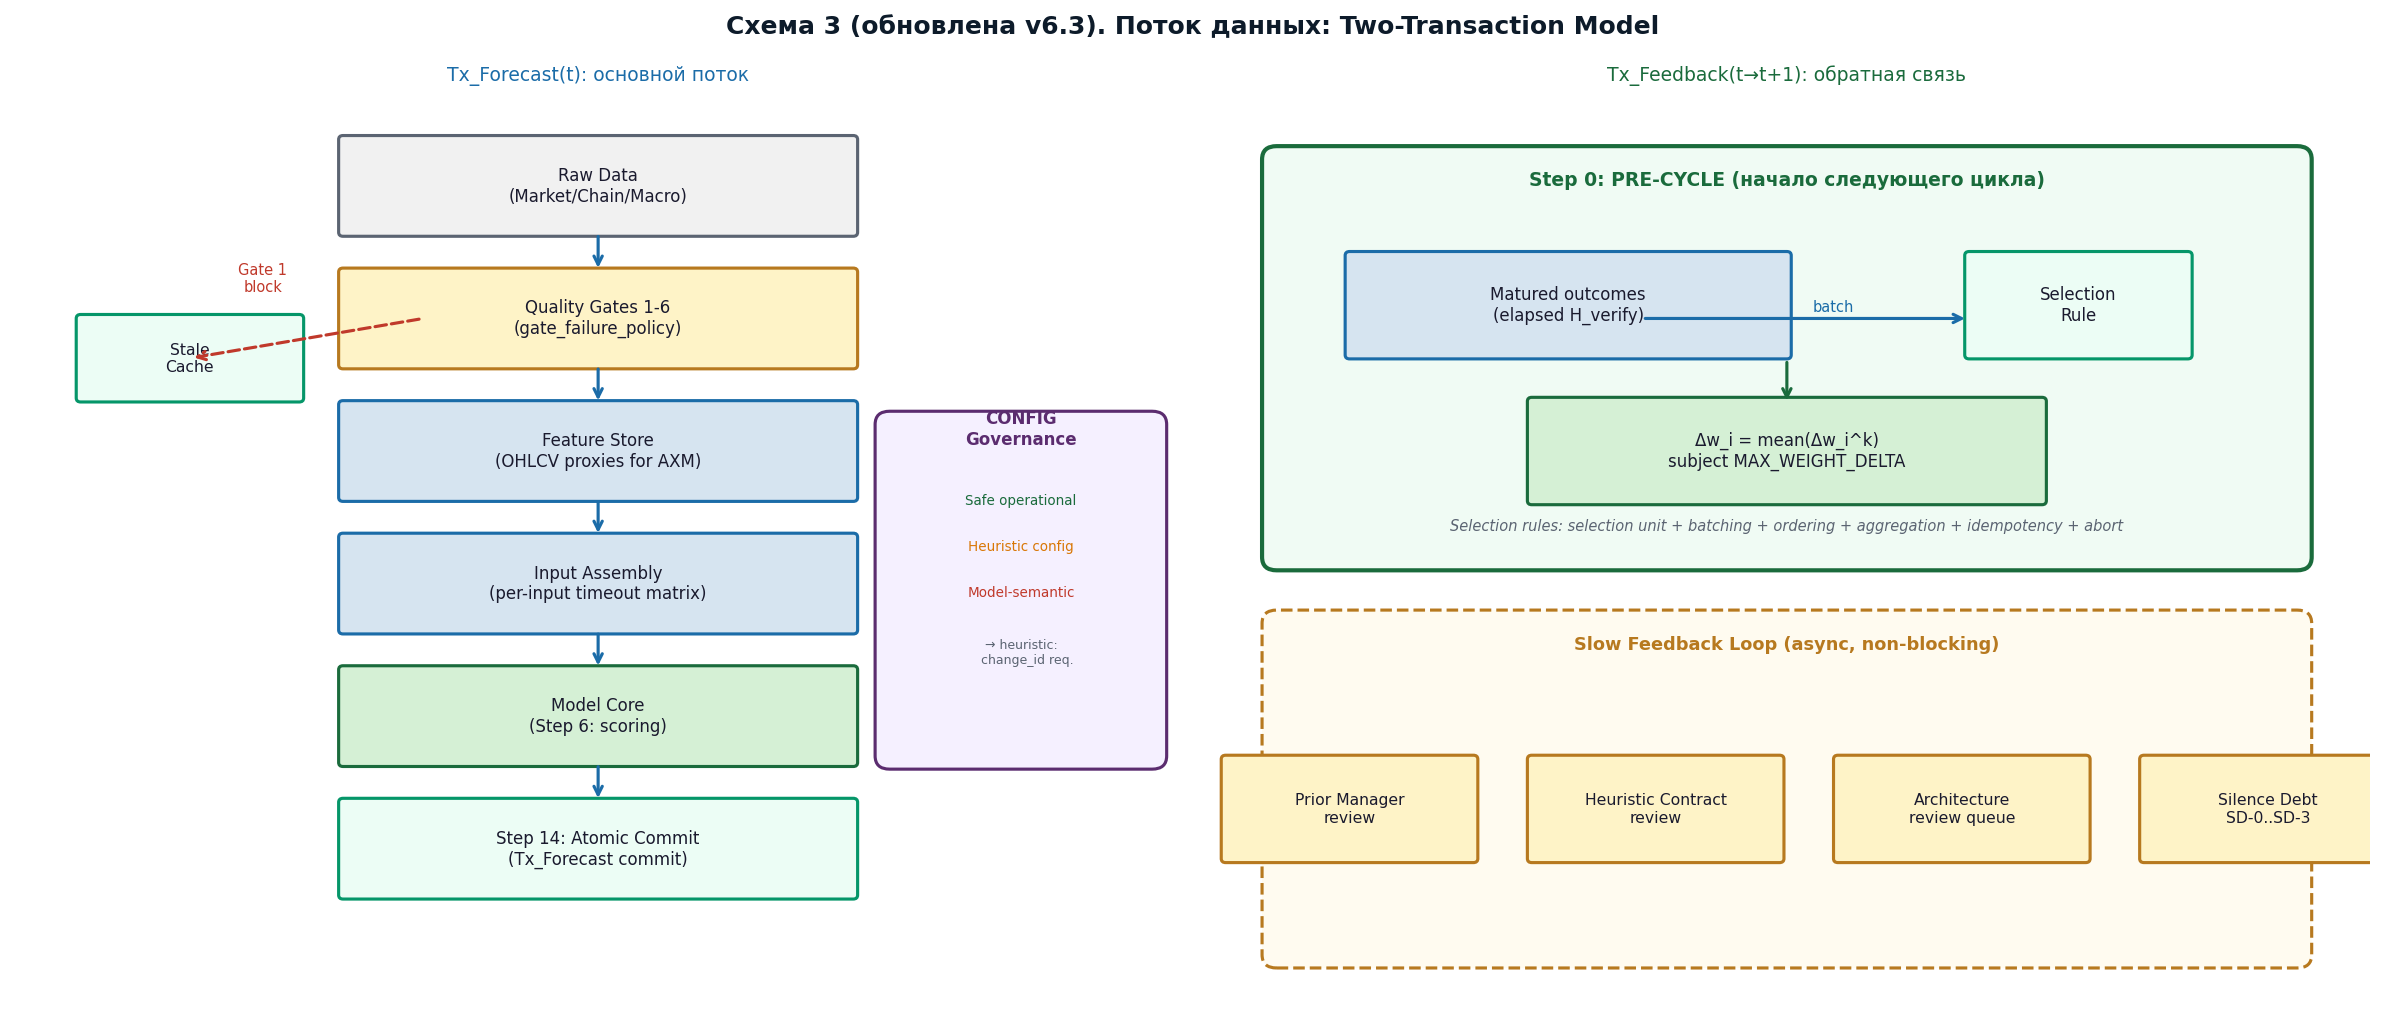 Схема 3 (обновлена v6.3). Поток данных: Two-Transaction Model
Tx_Forecast(t): основной поток
Raw Data
(Market/Chain/Macro)
Gate 1
block
Quality Gates 1-6
(gate_failure_policy)
Stale
Cache
Feature Store
(OHLCV proxies for AXM)
Input Assembly
(per-input timeout matrix)
Model Core
(Step 6: scoring)
Step 14: Atomic Commit
(Tx_Forecast commit)
CONFIG
Governance
Safe operational
Heuristic config
Model-semantic
→ heuristic:
change_id req.
Tx_Feedback(t→t+1): обратная связь
Step 0: PRE-CYCLE (начало следующего цикла)
Matured outcomes
(elapsed H_verify)
batch
Selection
Rule
Δw_i = mean(Δw_i^k)
subject MAX_WEIGHT_DELTA
Selection rules: selection unit + batching + ordering + aggregation + idempotency + abort
Slow Feedback Loop (async, non-blocking)
Prior Manager
review
Heuristic Contract
review
Architecture
review queue
Silence Debt
SD-0..SD-3